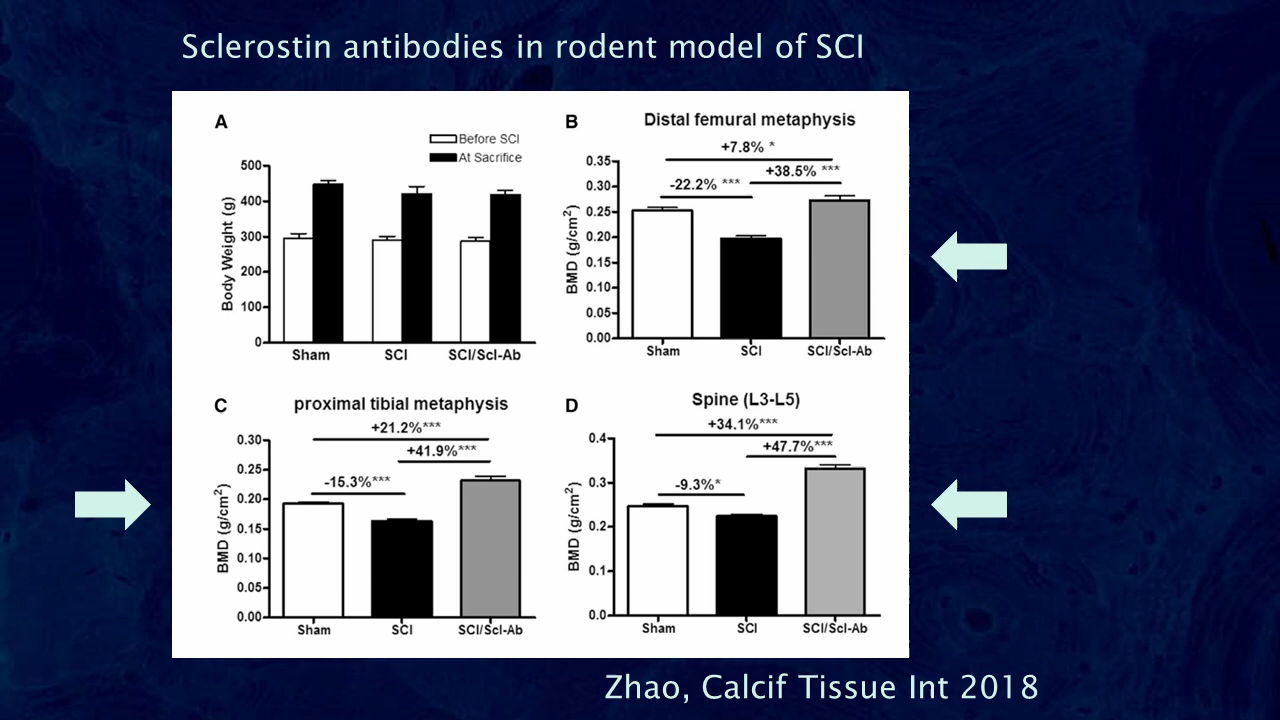 Sclerostin antibodies in rodent model of SCI
A
Before SCI
At Sacrifice
500
400
300
200
100
0
Body Weight (g)
Sham
SCI
SCI/Scl-Ab
B
Distal femural metaphysis
+7.8% *
+38.5% ***
-22.2% ***
0.35
0.30
0.25
0.20
0.15
0.10
0.05
0.00
BMD (g/cm²)
Sham
SCI
SCI/Scl-Ab
C
proximal tibial metaphysis
+21.2%***
+41.9%***
-15.3%***
0.30
0.25
0.20
0.15
0.10
0.05
0.00
BMD (g/cm²)
Sham
SCI
SCI/Scl-Ab
D
Spine (L3-L5)
+34.1%***
+47.7%***
-9.3%*
0.4
0.3
0.2
0.1
0.0
BMD (g/cm²)
Sham
SCI
SCI/Scl-Ab
Zhao, Calcif Tissue Int 2018